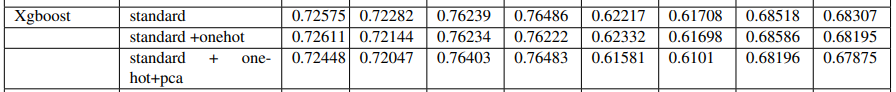 Xgboost standard 0.72575 0.72282 0.76239 0.76486 0.62217 0.61708 0.68518 0.68307
standard +onehot 0.72611 0.72144 0.76234 0.76222 0.62332 0.61698 0.68586 0.68195
standard + one- 0.72448 0.72047 0.76403 0.76483 0.61581 0.6101 0.68196 0.67875
hot+pca